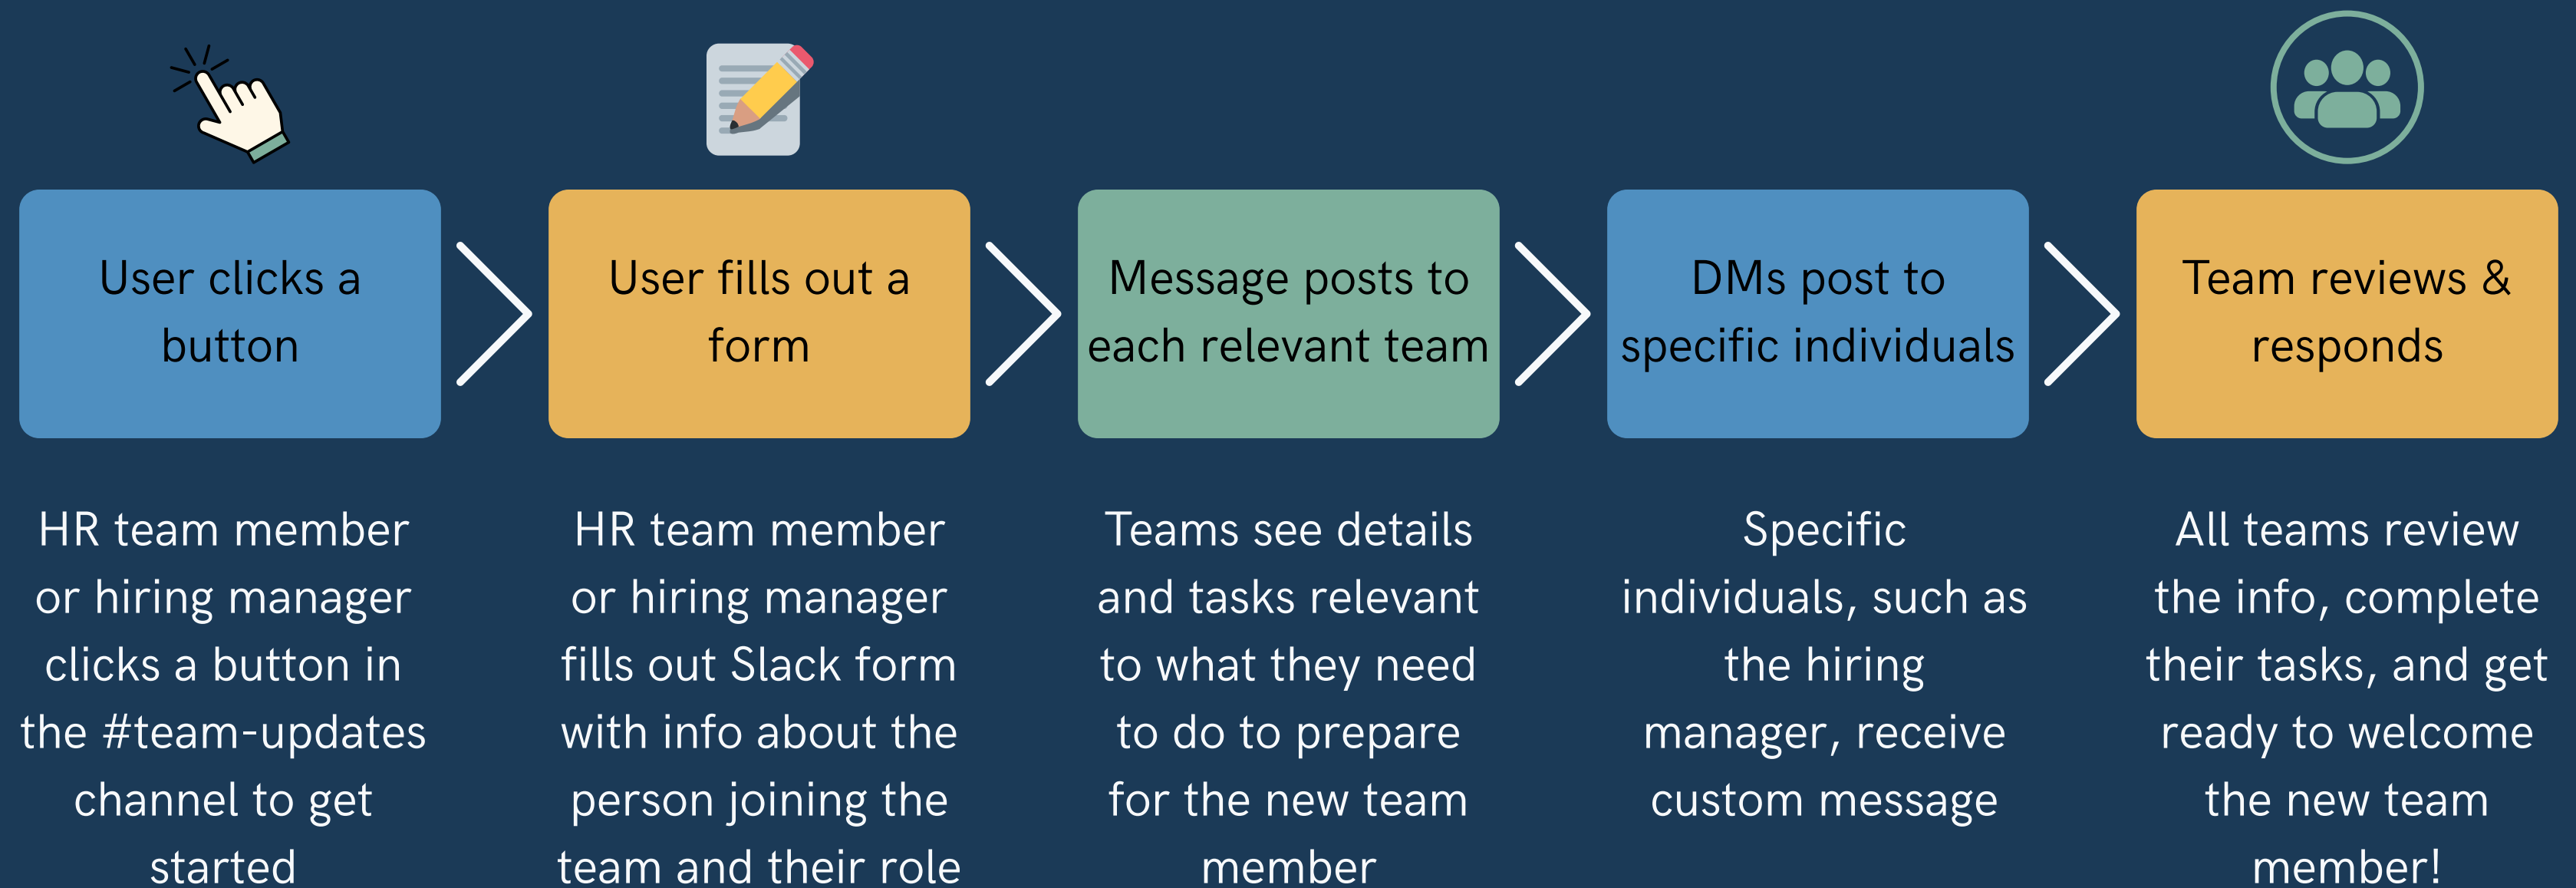 User clicks a
button
User fills out a
form
Message posts to
each relevant team
DMs post to
specific individuals
Team reviews &
responds
HR team member
or hiring manager
clicks a button in
the #team-updates
channel to get
started
HR team member
or hiring manager
fills out Slack form
with info about the
person joining the
team and their role
Teams see details
and tasks relevant
to what they need
to do to prepare
for the new team
member
Specific
individuals, such as
the hiring
manager, receive
custom message
All teams review
the info, complete
their tasks, and get
ready to welcome
the new team
member!